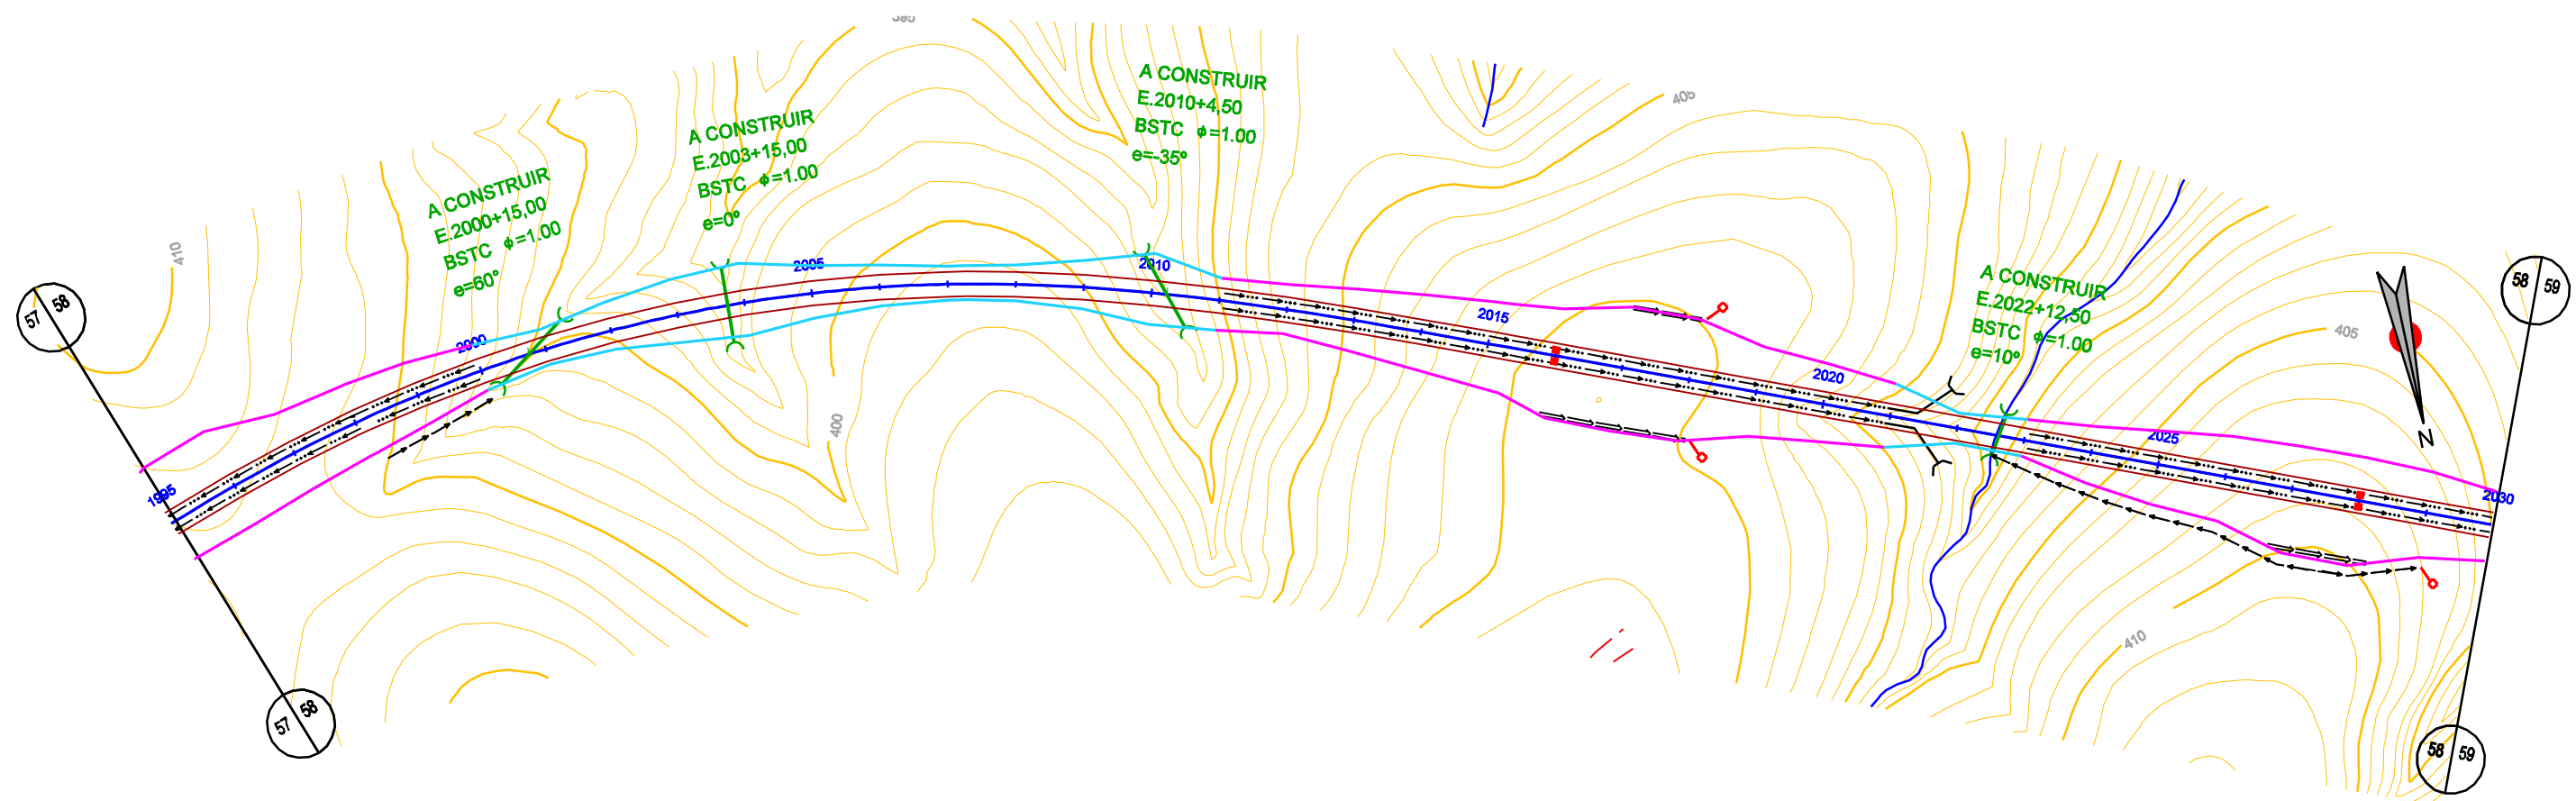 395
A CONSTRUIR
E.2010+4,50
BSTC ϕ=1.00
e=-35°
405
A CONSTRUIR
E.2003+15,00
BSTC ϕ=1.00
e=0°
A CONSTRUIR
E.2000+15,00
BSTC ϕ=1.00
e=60°
410
A CONSTRUIR
E.2022+12,50
BSTC ϕ=1.00
e=10°
57 58
58 59
1995
2000
2005
2010
2015
2020
2025
2030
400
405
410
N
57 58
58 59